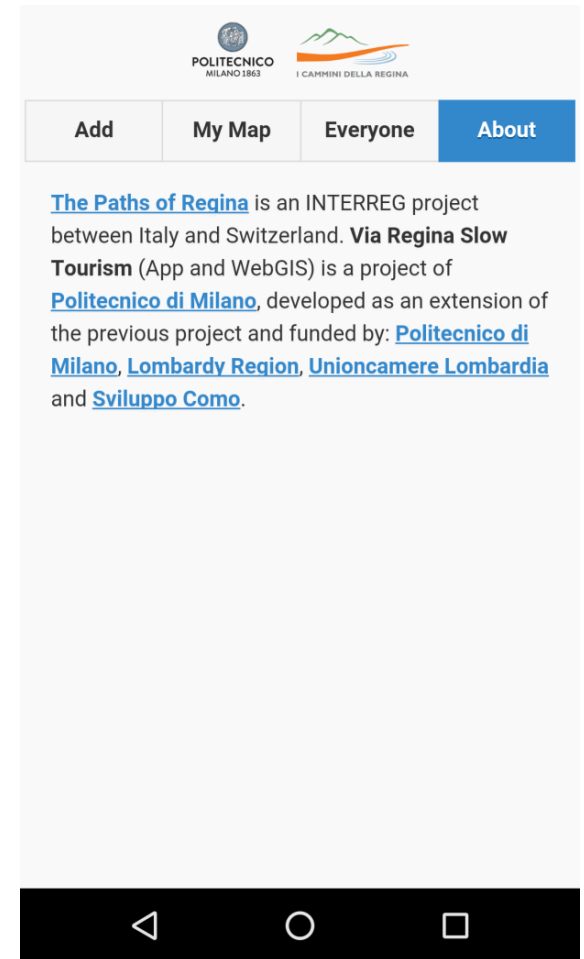 POLITECNICO
MILANO 1863
I CAMMINI DELLA REGINA
Add
My Map
Everyone
About
The Paths of Regina is an INTERREG project
between Italy and Switzerland. Via Regina Slow
Tourism (App and WebGIS) is a project of
Politecnico di Milano, developed as an extension of
the previous project and funded by: Politecnico di
Milano, Lombardy Region, Unioncamere Lombardia
and Sviluppo Como.